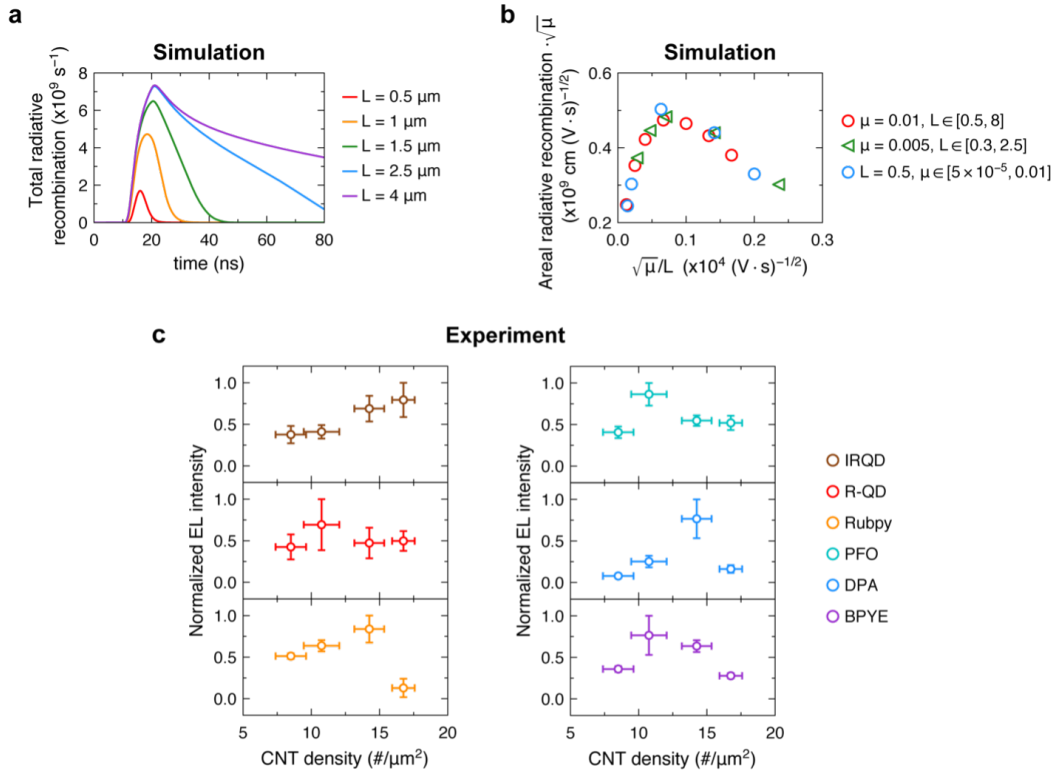 a
Simulation
Total radiative
recombination (x10⁹ s⁻¹)
8
6
4
2
0
0 20 40 60 80
time (ns)
L = 0.5 μm
L = 1 μm
L = 1.5 μm
L = 2.5 μm
L = 4 μm
b
Simulation
Areal radiative recombination ·√μ
(x10⁹ cm (V · s)⁻¹/²)
0.6
0.4
0.2
0.0 0.1 0.2 0.3
√μ/L (x10⁴ (V · s)⁻¹/²)
μ = 0.01, L∈[0.5, 8]
μ = 0.005, L∈[0.3, 2.5]
L = 0.5, μ∈[5×10⁻⁵, 0.01]
c
Experiment
Normalized EL intensity
1.0
0.5
0.0
1.0
0.5
0.0
1.0
0.5
0.0
5 10 15 20
CNT density (#/μm²)
Normalized EL intensity
1.0
0.5
0.0
1.0
0.5
0.0
1.0
0.5
0.0
5 10 15 20
CNT density (#/μm²)
IRQD
R-QD
Rubpy
PFO
DPA
BPYE